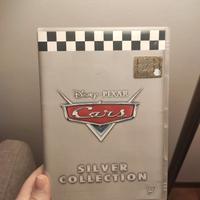 Disney · PIXAR
Cars
SILVER
COLLECTION